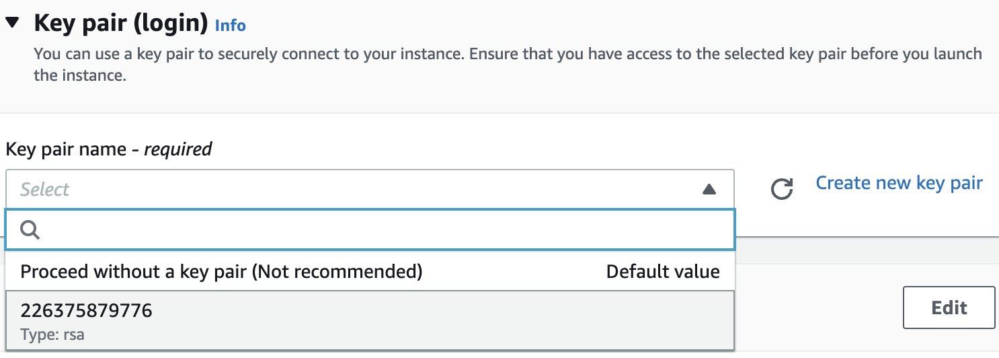 Key pair (login) Info
You can use a key pair to securely connect to your instance. Ensure that you have access to the selected key pair before you launch
the instance.
Key pair name - required
Select
Create new key pair
Proceed without a key pair (Not recommended) Default value
226375879776
Type: rsa
Edit